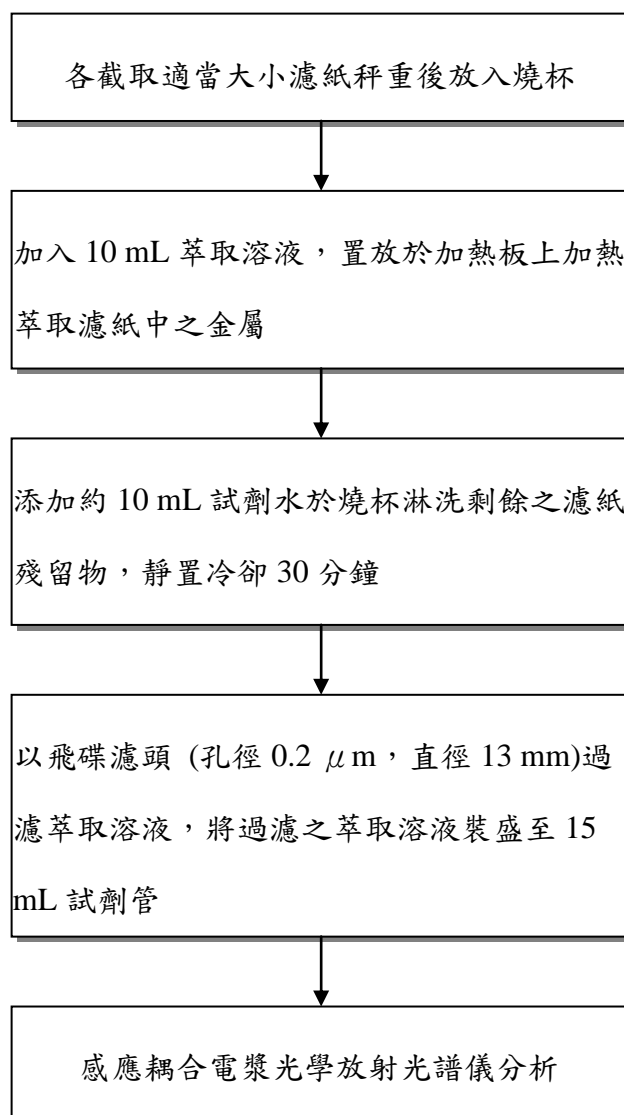 各截取適當大小濾紙秤重後放入燒杯
加入 10 mL 萃取溶液，置放於加熱板上加熱
萃取濾紙中之金屬
添加約 10 mL 試劑水於燒杯淋洗剩餘之濾紙
殘留物，靜置冷卻 30 分鐘
以飛碟濾頭 (孔徑 0.2 μm，直徑 13 mm)過
濾萃取溶液，將過濾之萃取溶液裝盛至 15
mL 試劑管
感應耦合電漿光學放射光譜儀分析